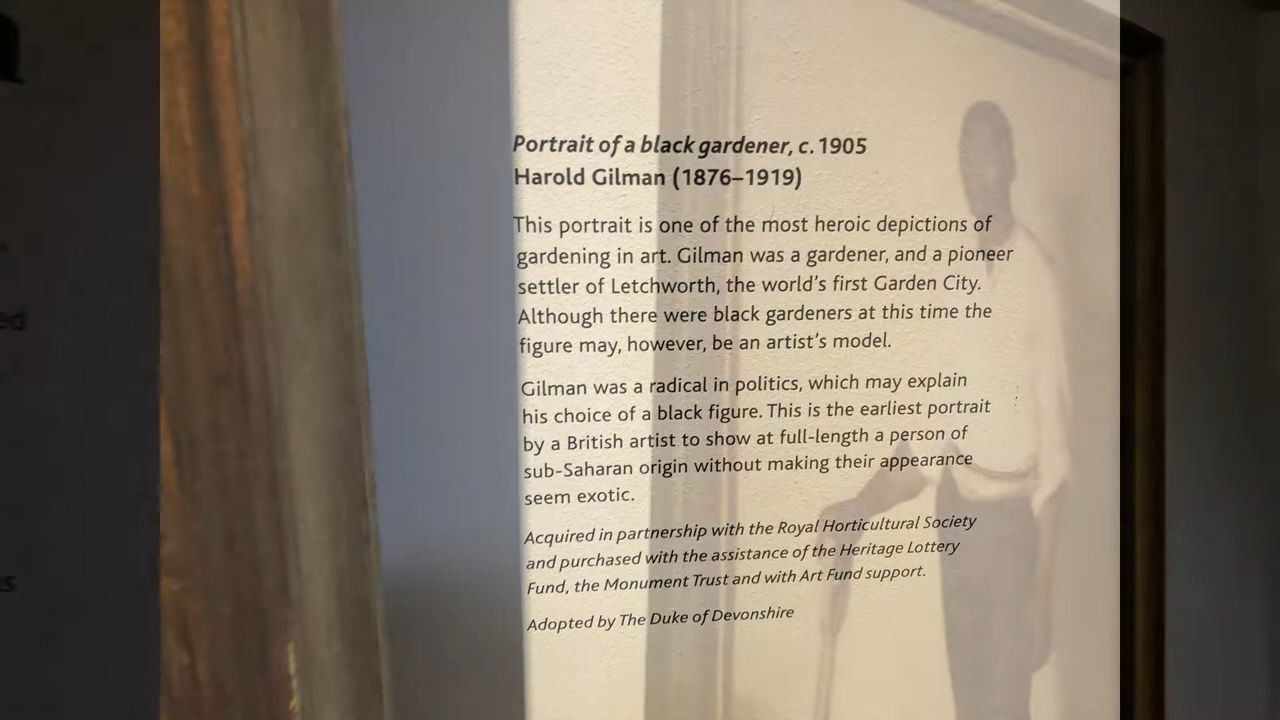 Portrait of a black gardener, c. 1905
Harold Gilman (1876–1919)
This portrait is one of the most heroic depictions of
gardening in art. Gilman was a gardener, and a pioneer
settler of Letchworth, the world's first Garden City.
Although there were black gardeners at this time the
figure may, however, be an artist's model.
Gilman was a radical in politics, which may explain
his choice of a black figure. This is the earliest portrait
by a British artist to show at full-length a person of
sub-Saharan origin without making their appearance
seem exotic.
Acquired in partnership with the Royal Horticultural Society
and purchased with the assistance of the Heritage Lottery
Fund, the Monument Trust and with Art Fund support.
Adopted by The Duke of Devonshire